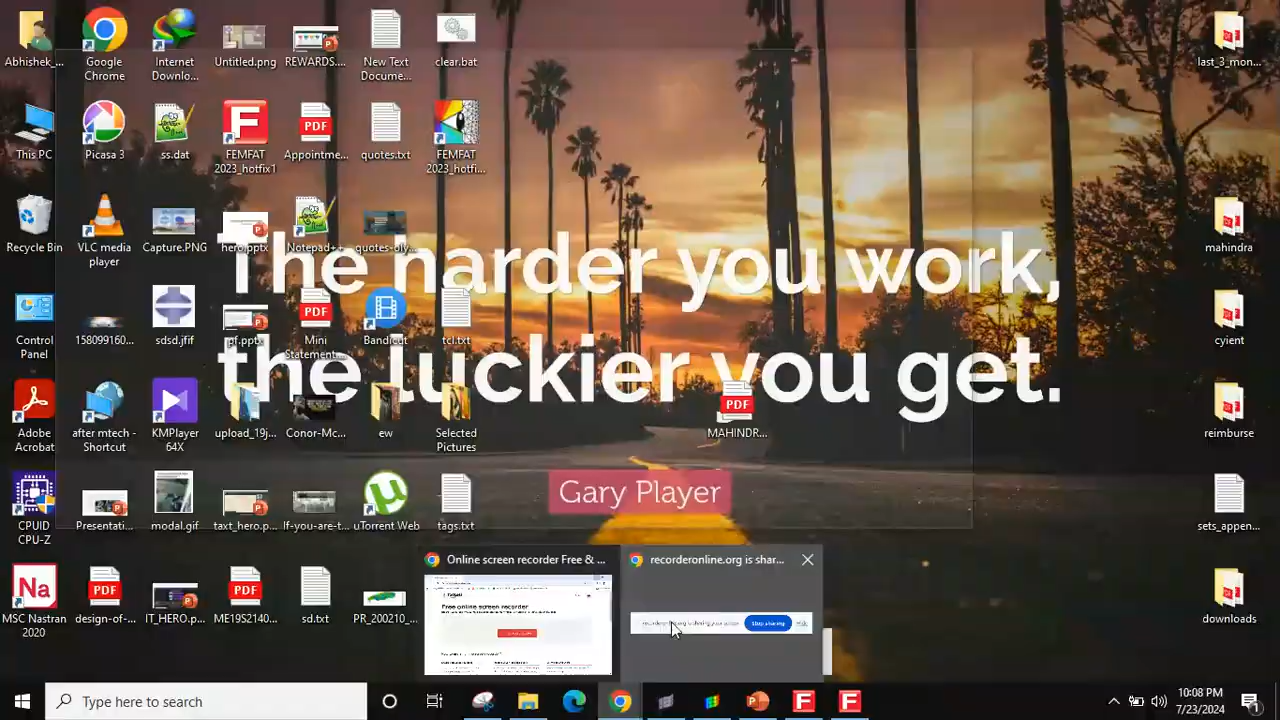 Abhishek_...
Google Chrome
Internet Downlo...
Untitled.png
REWARDS....
New Text Docume...
clear.bat
last_3_mon...
This PC
Picasa 3
ss.dat
FEMFAT 2023_hotfix1
Appointme...
quotes.txt
FEMFAT 2023_hotfi...
Recycle Bin
VLC media player
Capture.PNG
hero.pptx
Notepad++
quotes-diy...
mahindra
The harder you work,
the luckier you get.
Gary Player
Control Panel
158099160...
sdsd.jfif
pf.pptx
Mini Statement...
Bandicut
tcl.txt
cyient
Adobe Acrobat
after mtech - Shortcut
KMPlayer 64X
upload_19j...
Conor-Mc...
ew
Selected Pictures
MAHINDR...
reimburse
CPUID CPU-Z
Presentati...
modal.gif
taxt_hero.p...
If-you-are-t...
uTorrent Web
tags.txt
sets_appen...
MSC Nastran
design-of-...
IT_HERO.p...
ME19S2140...
sd.txt
PR_200210_...
downloads
Online screen recorder Free & ...
recorderonline.org is shar...
Free online screen recorder
Stop sharing
Hide
Type here to search
10:08 PM
7/23/2024